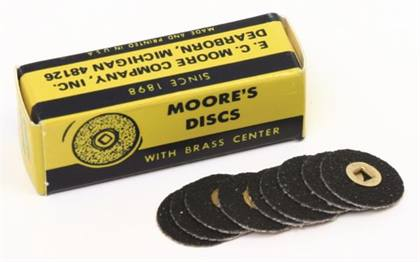 E. C. MOORE COMPANY, INC.
DEARBORN, MICHIGAN 48126
MADE AND PRINTED IN U.S.A.
SINCE 1898
MOORE'S
DISCS
WITH BRASS CENTER